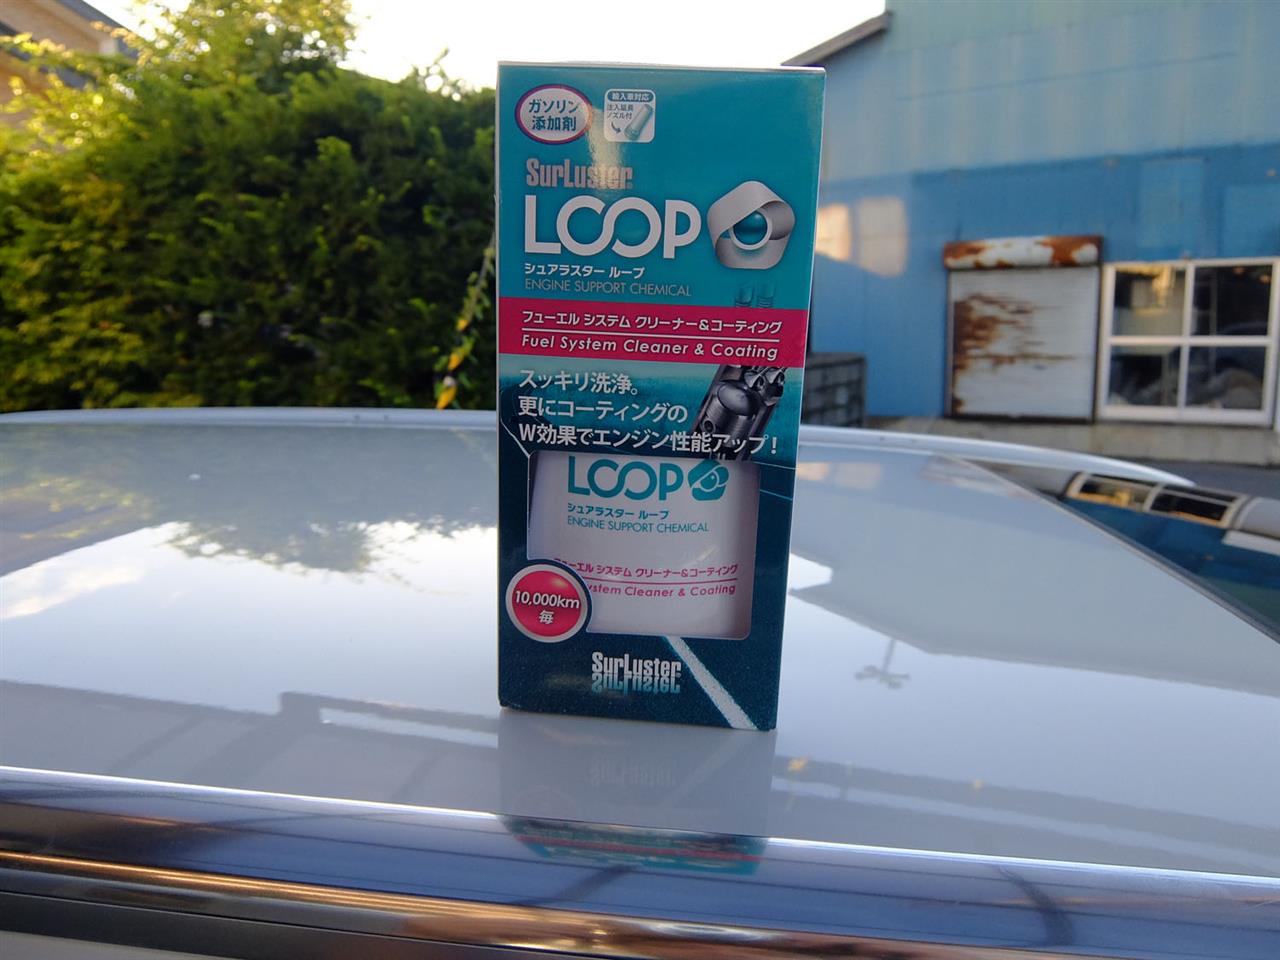 ガソリン
添加剤
輸入車対応
注入延長
ノズル付
SurLuster
LOOP
シュアラスター ループ
ENGINE SUPPORT CHEMICAL
フューエル システム クリーナー&コーティング
Fuel System Cleaner & Coating
スッキリ洗浄。
更にコーティングの
W効果でエンジン性能アップ!
LOOP
シュアラスター ループ
ENGINE SUPPORT CHEMICAL
ーエル システム クリーナー&コーティング
ystem Cleaner & Coating
10,000km
毎
SurLuster